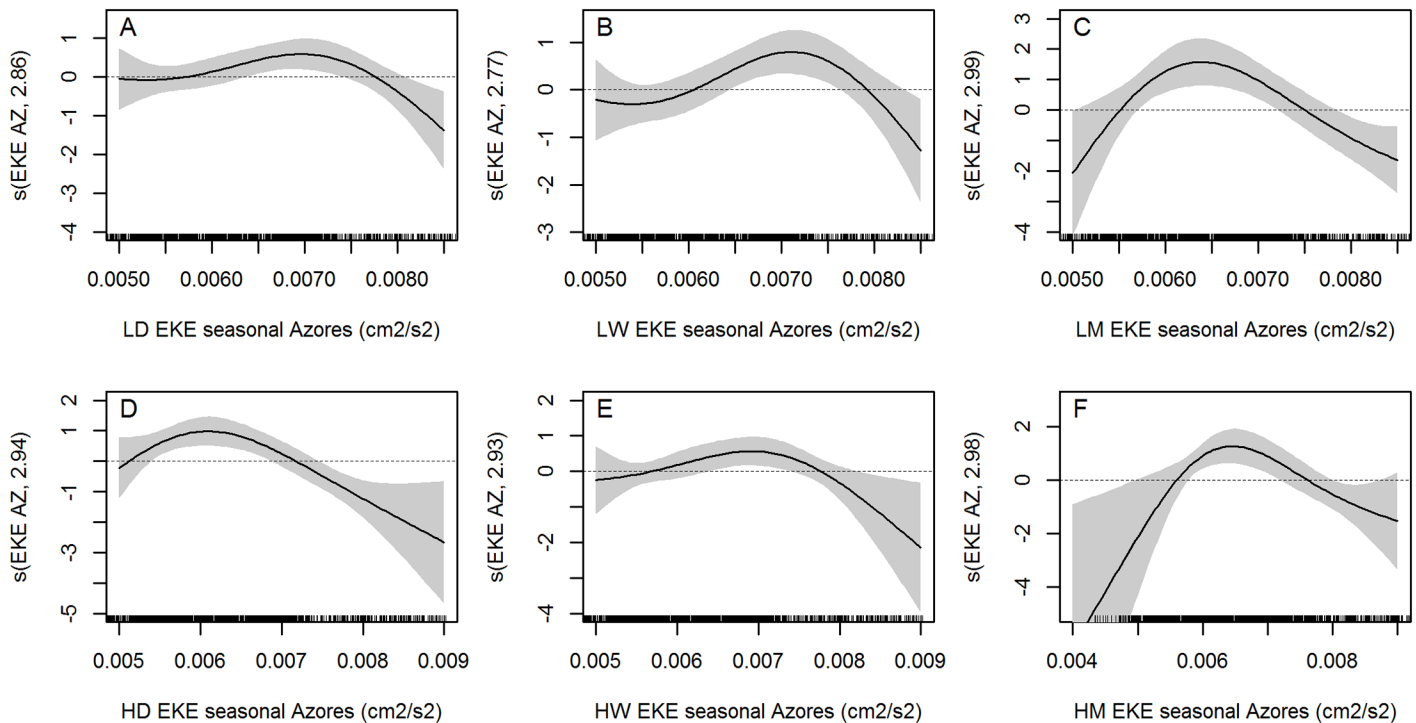 A
s(EKE AZ, 2.86)
1
0
-1
-2
-3
-4
0.0050 0.0060 0.0070 0.0080
LD EKE seasonal Azores (cm2/s2)
B
s(EKE AZ, 2.77)
1
0
-1
-2
-3
0.0050 0.0060 0.0070 0.0080
LW EKE seasonal Azores (cm2/s2)
C
s(EKE AZ, 2.99)
3
2
1
0
-2
-4
0.0050 0.0060 0.0070 0.0080
LM EKE seasonal Azores (cm2/s2)
D
s(EKE AZ, 2.94)
2
1
-1
-3
-5
0.005 0.006 0.007 0.008 0.009
HD EKE seasonal Azores (cm2/s2)
E
s(EKE AZ, 2.93)
2
1
0
-2
-4
0.005 0.006 0.007 0.008 0.009
HW EKE seasonal Azores (cm2/s2)
F
s(EKE AZ, 2.98)
2
0
-2
-4
0.004 0.006 0.008
HM EKE seasonal Azores (cm2/s2)